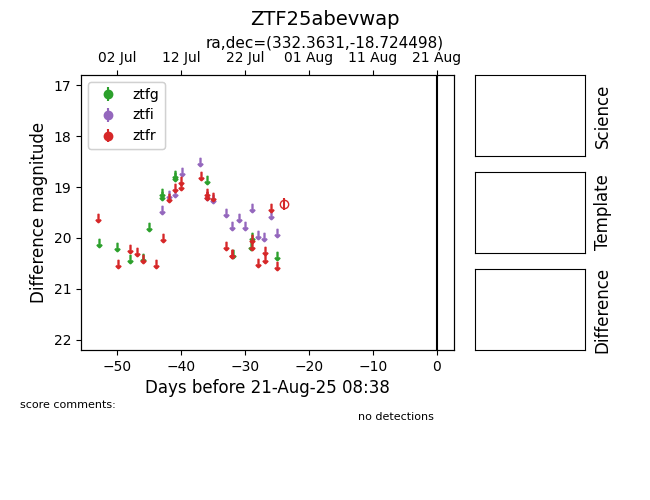 ZTF25abevwap
ra,dec=(332.3631,-18.724498)
02 Jul 12 Jul 22 Jul 01 Aug 11 Aug 21 Aug
17
18
19
20
21
22
Difference magnitude
ztfg
ztfi
ztfr
−50 −40 −30 −20 −10 0
Days before 21-Aug-25 08:38
Science
Template
Difference
score comments:
no detections